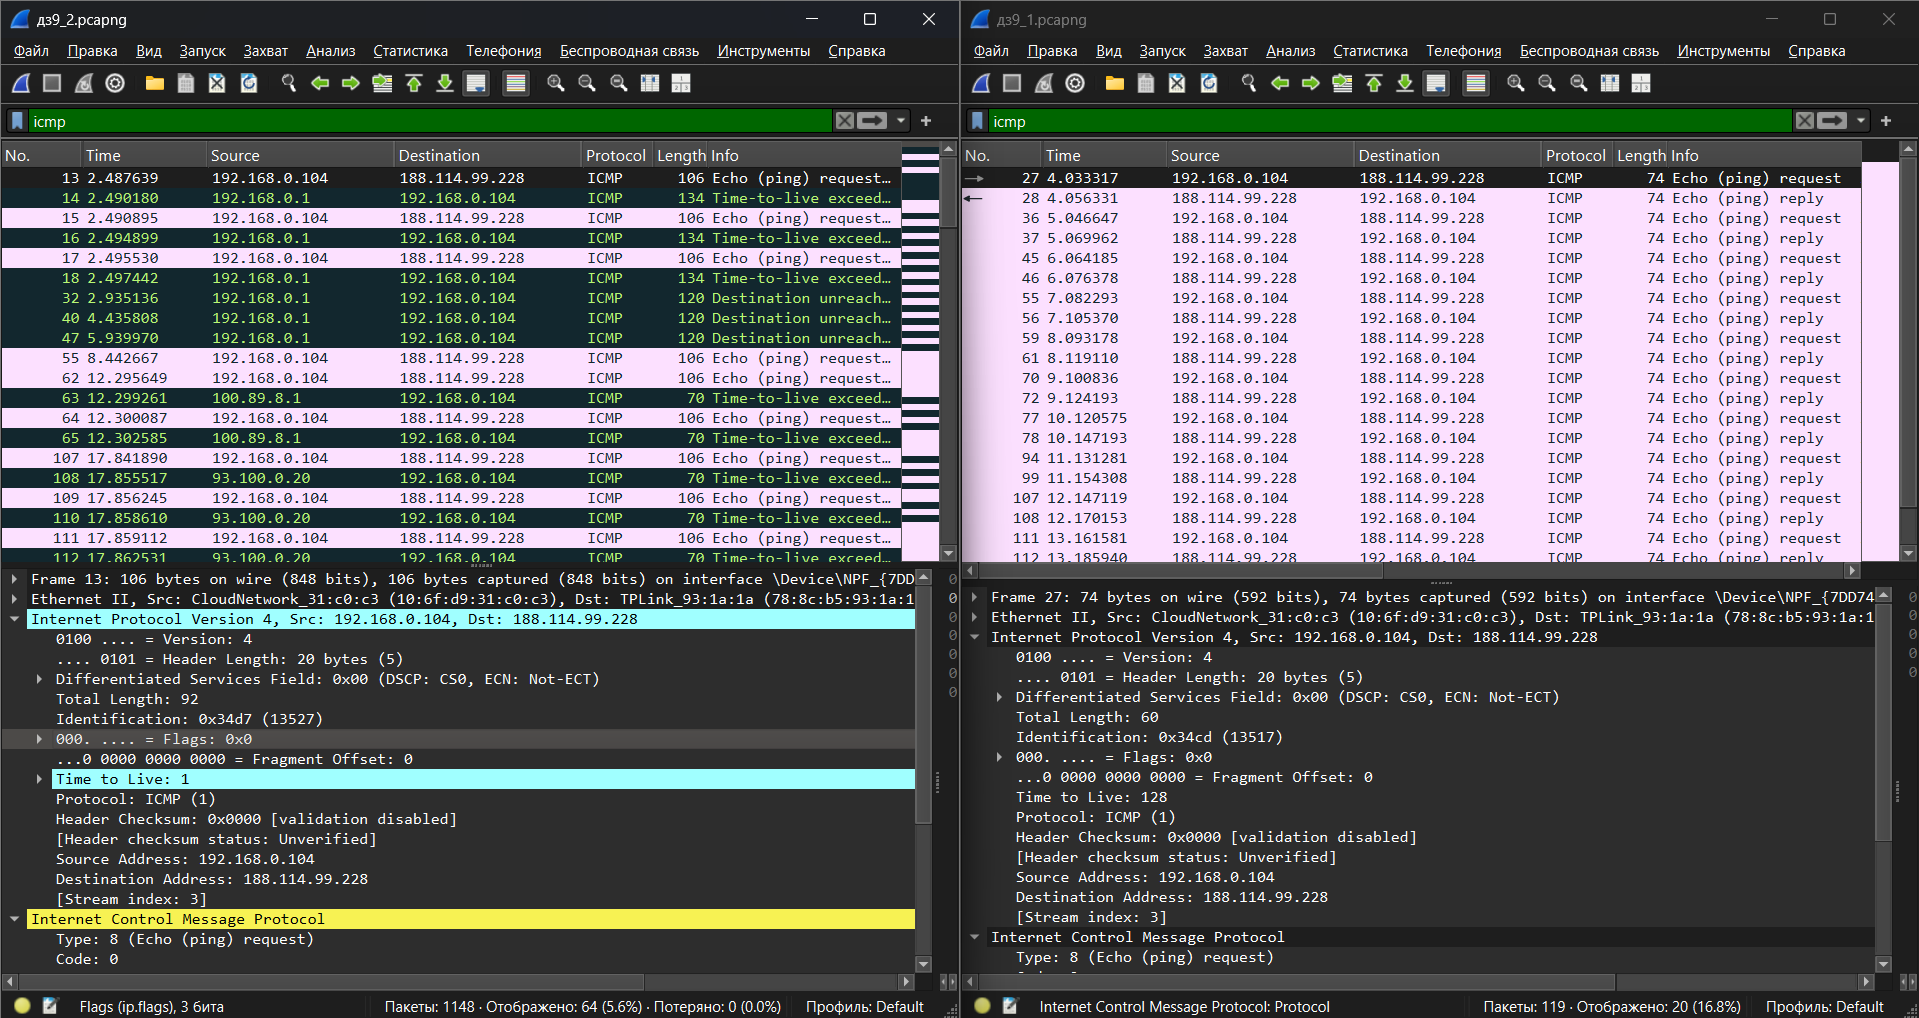 дз9_2.pcapng
Файл Правка Вид Запуск Захват Анализ Статистика Телефония Беспроводная связь Инструменты Справка
icmp
No. Time Source Destination Protocol Length Info
13 2.487639 192.168.0.104 188.114.99.228 ICMP 106 Echo (ping) request…
14 2.490180 192.168.0.1 192.168.0.104 ICMP 134 Time-to-live exceed…
15 2.490895 192.168.0.104 188.114.99.228 ICMP 106 Echo (ping) request…
16 2.494899 192.168.0.1 192.168.0.104 ICMP 134 Time-to-live exceed…
17 2.495530 192.168.0.104 188.114.99.228 ICMP 106 Echo (ping) request…
18 2.497442 192.168.0.1 192.168.0.104 ICMP 134 Time-to-live exceed…
32 2.935136 192.168.0.1 192.168.0.104 ICMP 120 Destination unreach…
40 4.435808 192.168.0.1 192.168.0.104 ICMP 120 Destination unreach…
47 5.939970 192.168.0.1 192.168.0.104 ICMP 120 Destination unreach…
55 8.442667 192.168.0.104 188.114.99.228 ICMP 106 Echo (ping) request…
62 12.295649 192.168.0.104 188.114.99.228 ICMP 106 Echo (ping) request…
63 12.299261 100.89.8.1 192.168.0.104 ICMP 70 Time-to-live exceed…
64 12.300087 192.168.0.104 188.114.99.228 ICMP 106 Echo (ping) request…
65 12.302585 100.89.8.1 192.168.0.104 ICMP 70 Time-to-live exceed…
107 17.841890 192.168.0.104 188.114.99.228 ICMP 106 Echo (ping) request…
108 17.855517 93.100.0.20 192.168.0.104 ICMP 70 Time-to-live exceed…
109 17.856245 192.168.0.104 188.114.99.228 ICMP 106 Echo (ping) request…
110 17.858610 93.100.0.20 192.168.0.104 ICMP 70 Time-to-live exceed…
111 17.859112 192.168.0.104 188.114.99.228 ICMP 106 Echo (ping) request…
112 17.862531 93.100.0.20 192.168.0.104 ICMP 70 Time-to-live exceed…
Frame 13: 106 bytes on wire (848 bits), 106 bytes captured (848 bits) on interface \Device\NPF_{7DD
Ethernet II, Src: CloudNetwork_31:c0:c3 (10:6f:d9:31:c0:c3), Dst: TPLink_93:1a:1a (78:8c:b5:93:1a:1
Internet Protocol Version 4, Src: 192.168.0.104, Dst: 188.114.99.228
0100 .... = Version: 4
.... 0101 = Header Length: 20 bytes (5)
Differentiated Services Field: 0x00 (DSCP: CS0, ECN: Not-ECT)
Total Length: 92
Identification: 0x34d7 (13527)
000. .... = Flags: 0x0
...0 0000 0000 0000 = Fragment Offset: 0
Time to Live: 1
Protocol: ICMP (1)
Header Checksum: 0x0000 [validation disabled]
[Header checksum status: Unverified]
Source Address: 192.168.0.104
Destination Address: 188.114.99.228
[Stream index: 3]
Internet Control Message Protocol
Type: 8 (Echo (ping) request)
Code: 0
Flags (ip.flags), 3 бита Пакеты: 1148 · Отображено: 64 (5.6%) · Потеряно: 0 (0.0%) Профиль: Default
дз9_1.pcapng
Файл Правка Вид Запуск Захват Анализ Статистика Телефония Беспроводная связь Инструменты Справка
icmp
No. Time Source Destination Protocol Length Info
27 4.033317 192.168.0.104 188.114.99.228 ICMP 74 Echo (ping) request
28 4.056331 188.114.99.228 192.168.0.104 ICMP 74 Echo (ping) reply
36 5.046647 192.168.0.104 188.114.99.228 ICMP 74 Echo (ping) request
37 5.069962 188.114.99.228 192.168.0.104 ICMP 74 Echo (ping) reply
45 6.064185 192.168.0.104 188.114.99.228 ICMP 74 Echo (ping) request
46 6.076378 188.114.99.228 192.168.0.104 ICMP 74 Echo (ping) reply
55 7.082293 192.168.0.104 188.114.99.228 ICMP 74 Echo (ping) request
56 7.105370 188.114.99.228 192.168.0.104 ICMP 74 Echo (ping) reply
59 8.093178 192.168.0.104 188.114.99.228 ICMP 74 Echo (ping) request
61 8.119110 188.114.99.228 192.168.0.104 ICMP 74 Echo (ping) reply
70 9.100836 192.168.0.104 188.114.99.228 ICMP 74 Echo (ping) request
72 9.124193 188.114.99.228 192.168.0.104 ICMP 74 Echo (ping) reply
77 10.120575 192.168.0.104 188.114.99.228 ICMP 74 Echo (ping) request
78 10.147193 188.114.99.228 192.168.0.104 ICMP 74 Echo (ping) reply
94 11.131281 192.168.0.104 188.114.99.228 ICMP 74 Echo (ping) request
99 11.154308 188.114.99.228 192.168.0.104 ICMP 74 Echo (ping) reply
107 12.147119 192.168.0.104 188.114.99.228 ICMP 74 Echo (ping) request
108 12.170153 188.114.99.228 192.168.0.104 ICMP 74 Echo (ping) reply
111 13.161581 192.168.0.104 188.114.99.228 ICMP 74 Echo (ping) request
112 13.185940 188.114.99.228 192.168.0.104 ICMP 74 Echo (ping) reply
Frame 27: 74 bytes on wire (592 bits), 74 bytes captured (592 bits) on interface \Device\NPF_{7DD74
Ethernet II, Src: CloudNetwork_31:c0:c3 (10:6f:d9:31:c0:c3), Dst: TPLink_93:1a:1a (78:8c:b5:93:1a:1
Internet Protocol Version 4, Src: 192.168.0.104, Dst: 188.114.99.228
0100 .... = Version: 4
.... 0101 = Header Length: 20 bytes (5)
Differentiated Services Field: 0x00 (DSCP: CS0, ECN: Not-ECT)
Total Length: 60
Identification: 0x34cd (13517)
000. .... = Flags: 0x0
...0 0000 0000 0000 = Fragment Offset: 0
Time to Live: 128
Protocol: ICMP (1)
Header Checksum: 0x0000 [validation disabled]
[Header checksum status: Unverified]
Source Address: 192.168.0.104
Destination Address: 188.114.99.228
[Stream index: 3]
Internet Control Message Protocol
Type: 8 (Echo (ping) request)
Internet Control Message Protocol: Protocol Пакеты: 119 · Отображено: 20 (16.8%) Профиль: Default